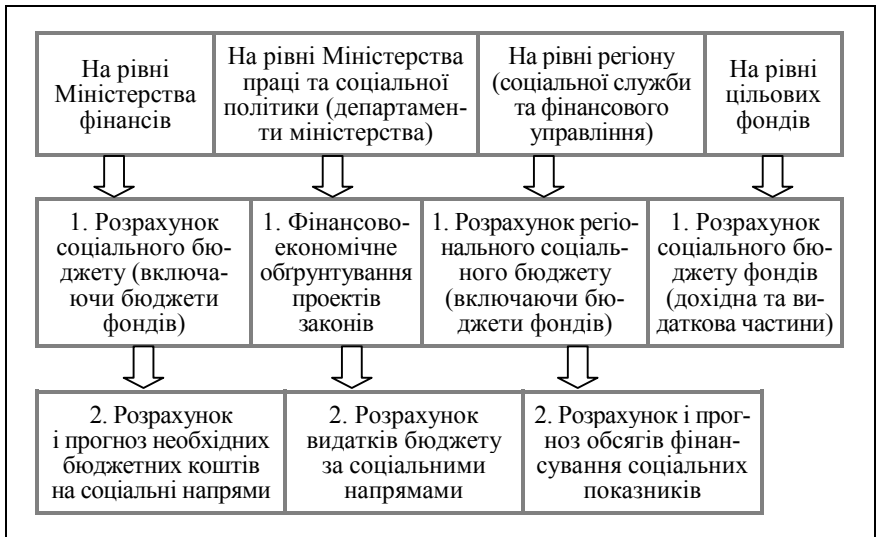 На рівні
Міністерства
фінансів
На рівні Міністерства
праці та соціальної
політики (департамен-
ти міністерства)
На рівні регіону
(соціальної служби
та фінансового
управління)
На рівні
цільових
фондів
1. Розрахунок
соціального бю-
джету (включа-
ючи бюджети
фондів)
1. Фінансово-
економічне
обґрунтування
проектів
законів
1. Розрахунок регіо-
нального соціаль-
ного бюджету
(включаючи бю-
джети фондів)
1. Розрахунок
соціального бю-
джету фондів
(дохідна та ви-
даткова частини)
2. Розрахунок
і прогноз необхідних
бюджетних коштів
на соціальні напрями
2. Розрахунок
видатків бюджету
за соціальними
напрямами
2. Розрахунок і прог-
ноз обсягів фінан-
сування соціальних
показників